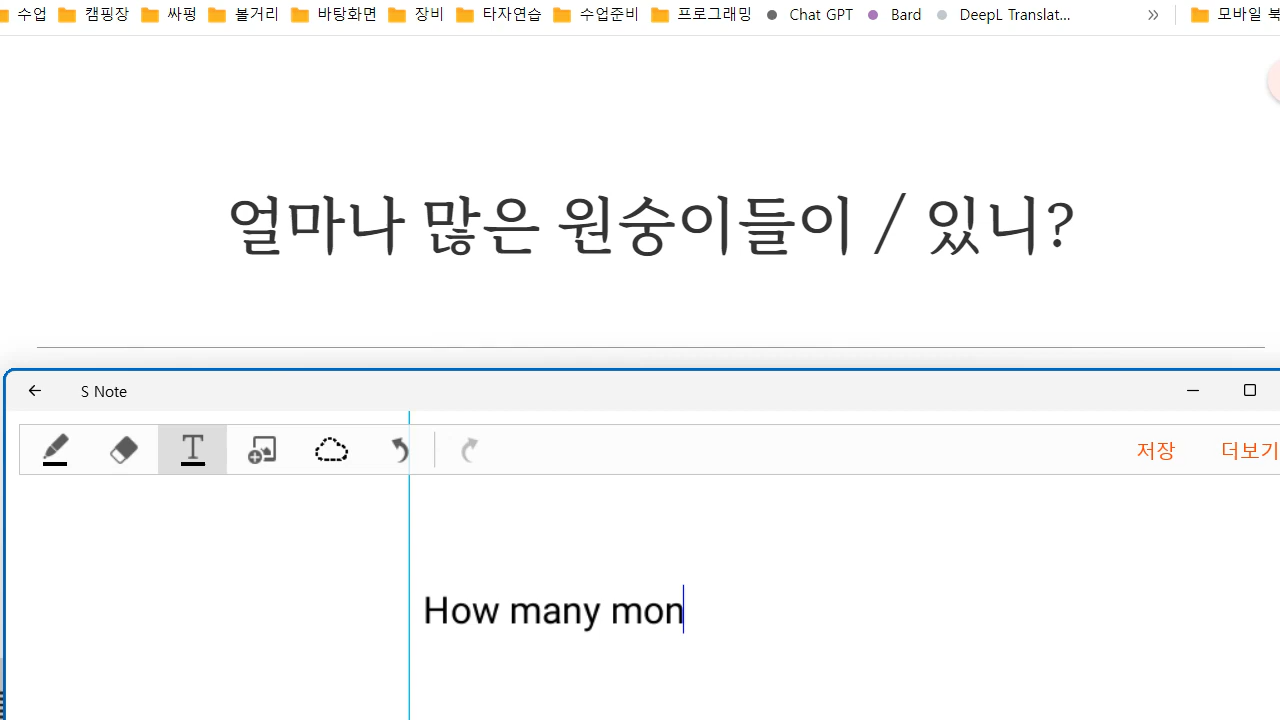 수업 캠핑장 싸펑 볼거리 바탕화면 장비 타자연습 수업준비 프로그래밍 Chat GPT Bard DeepL Translat... » 모바일 북
얼마나 많은 원숭이들이 / 있니?
S Note
저장 더보기
How many mon